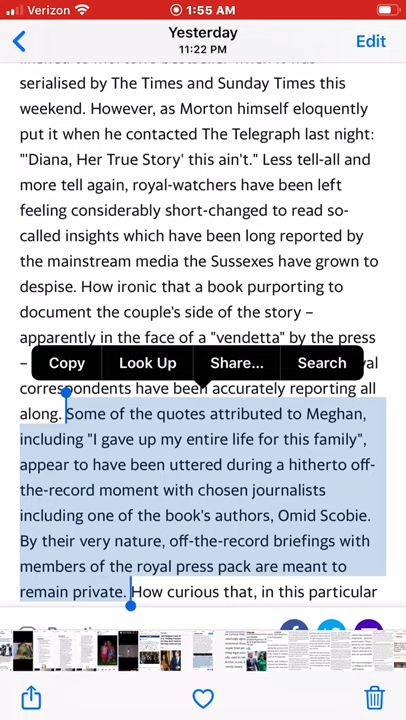 Verizon
1:55 AM
Yesterday
11:22 PM
Edit
serialised by The Times and Sunday Times this
weekend. However, as Morton himself eloquently
put it when he contacted The Telegraph last night:
"'Diana, Her True Story' this ain't." Less tell-all and
more tell again, royal-watchers have been left
feeling considerably short-changed to read so-
called insights which have been long reported by
the mainstream media the Sussexes have grown to
despise. How ironic that a book purporting to
document the couple's side of the story –
apparently in the face of a "vendetta" by the press
–
Copy
Look Up
Share...
Search
correspondents have been accurately reporting all
along. Some of the quotes attributed to Meghan,
including "I gave up my entire life for this family",
appear to have been uttered during a hitherto off-
the-record moment with chosen journalists
including one of the book's authors, Omid Scobie.
By their very nature, off-the-record briefings with
members of the royal press pack are meant to
remain private. How curious that, in this particular